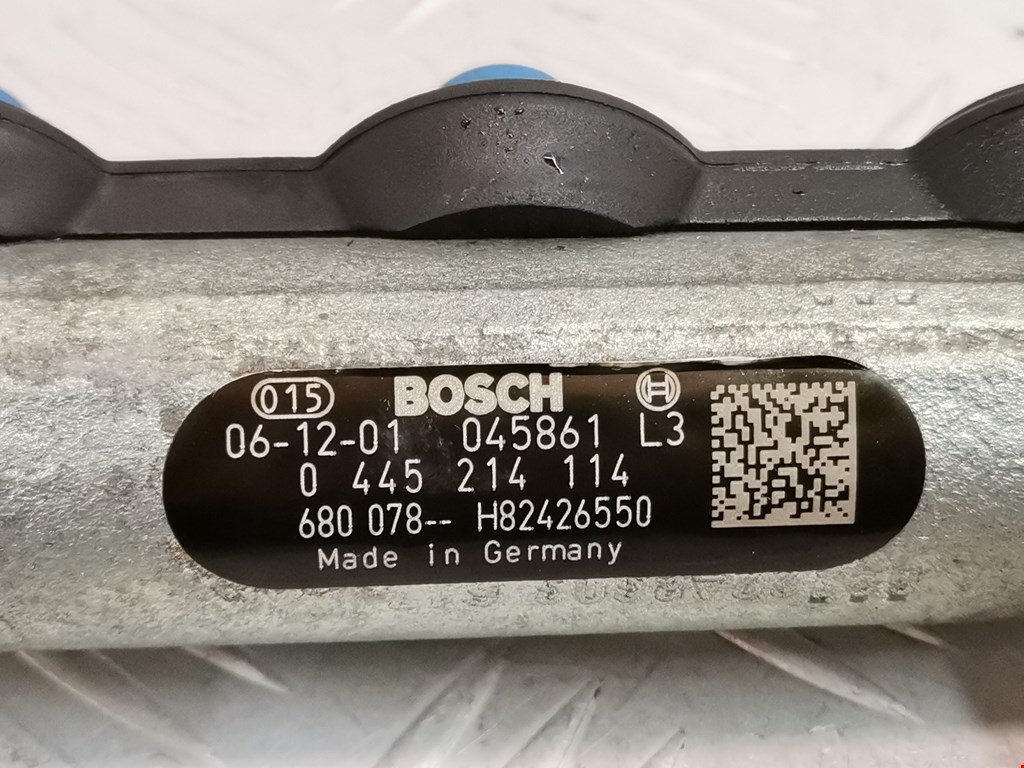 015 BOSCH
06-12-01 045861 L3
0 445 214 114
680 078-- H82426550
Made in Germany